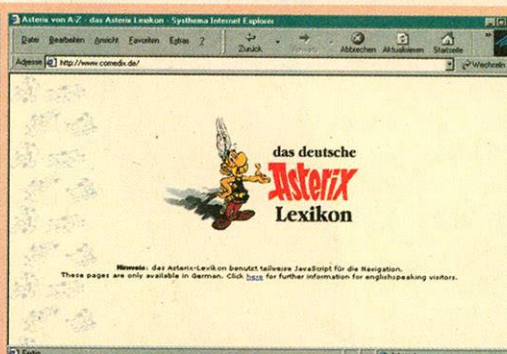 Asterix von A-Z - das Asterix Lexikon - Systhema Internet Explorer
Datei Bearbeiten Ansicht Favoriten Extras ?
Zurück Vorwärts Abbrechen Aktualisieren Startseite
Adresse http://www.comedix.de/ Wechseln
das deutsche
Asterix
Lexikon
Hinweis: das Asterix-Lexikon benutzt teilweise JavaScript für die Navigation.
These pages are only available in German. Click here for further information for englishspeaking visitors.
Fertig